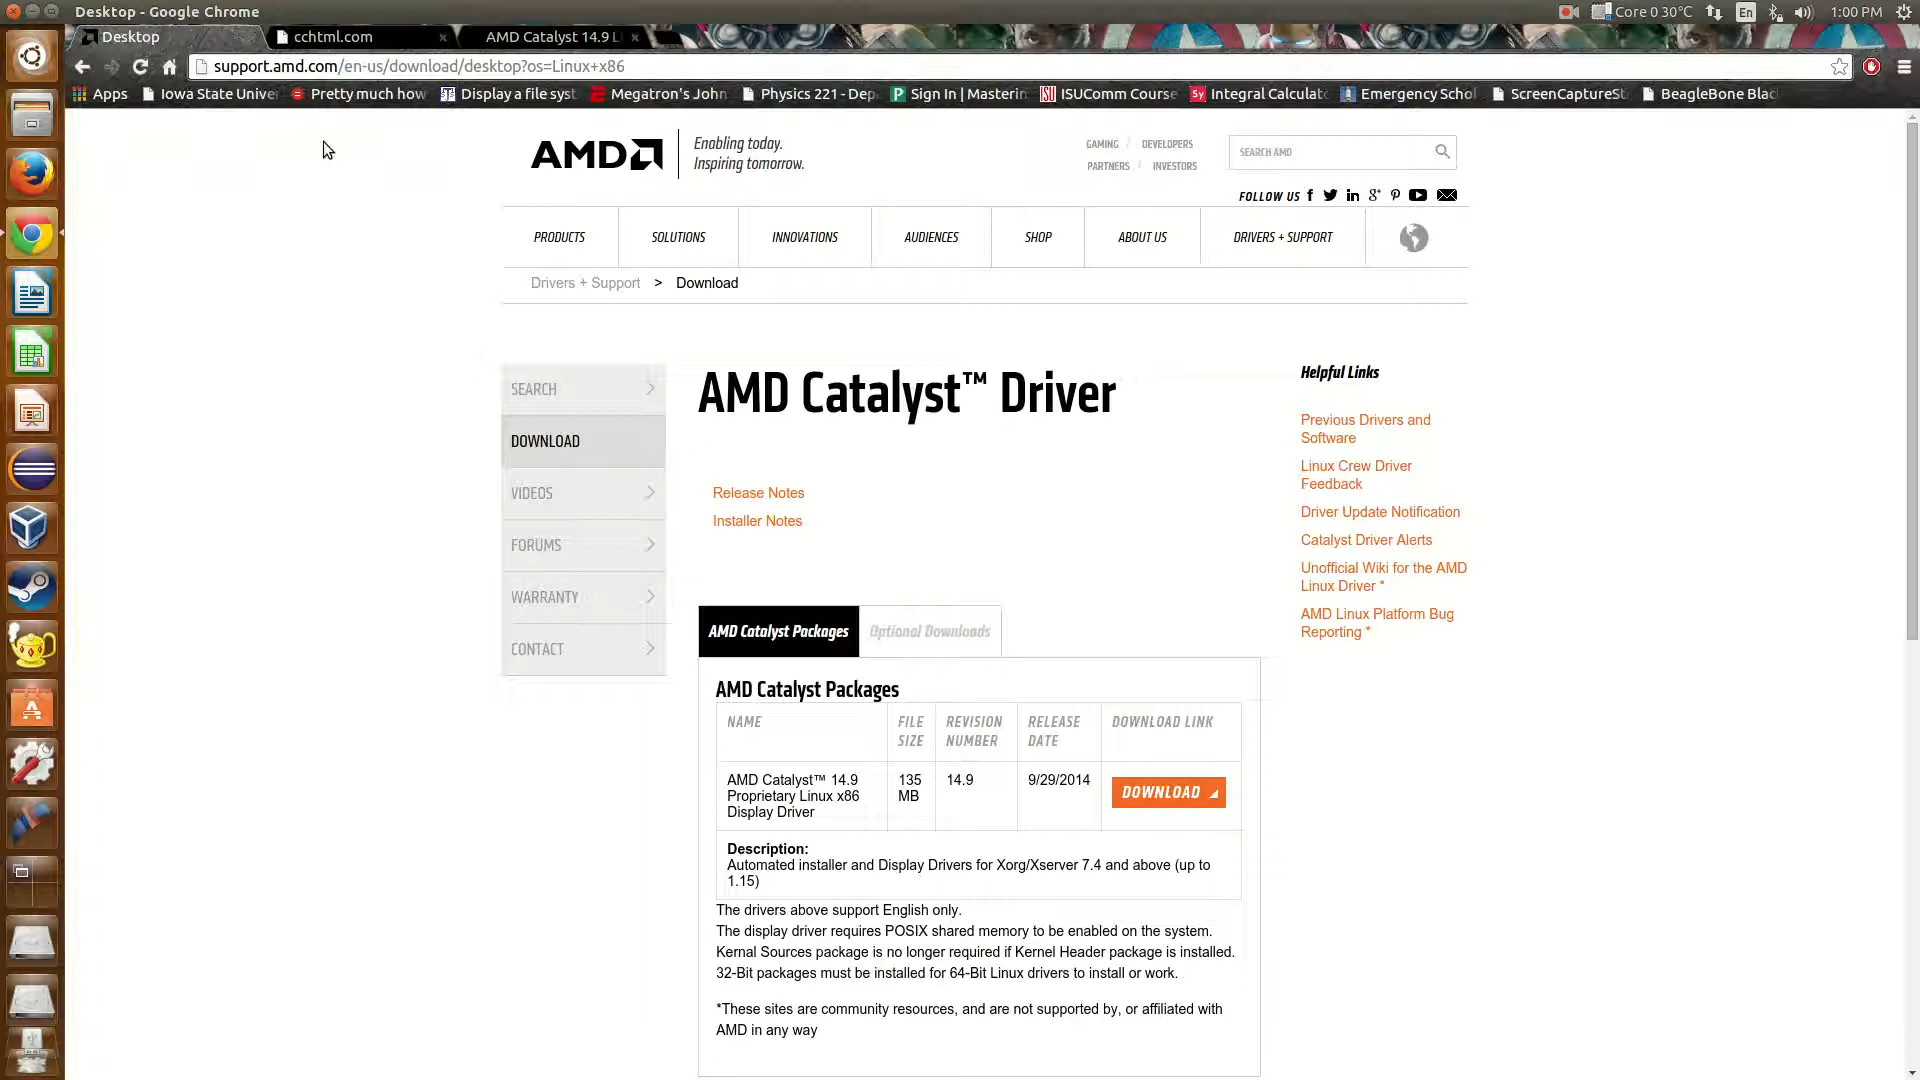 Desktop - Google Chrome
Core 0 30°C
En
1:00 PM
Desktop
cchtml.com
AMD Catalyst 14.9 L
support.amd.com/en-us/download/desktop?os=Linux+x86
Apps
Iowa State Univer
Pretty much how
Display a file syst
Megatron's John
Physics 221 - Dep
Sign In | Masterin
ISUComm Course
Integral Calculato
Emergency Schol
ScreenCaptureSt
BeagleBone Blac
AMD
Enabling today.
Inspiring tomorrow.
GAMING / DEVELOPERS
PARTNERS / INVESTORS
SEARCH AMD
FOLLOW US
PRODUCTS
SOLUTIONS
INNOVATIONS
AUDIENCES
SHOP
ABOUT US
DRIVERS + SUPPORT
Drivers + Support > Download
SEARCH
DOWNLOAD
VIDEOS
FORUMS
WARRANTY
CONTACT
AMD Catalyst™ Driver
Release Notes
Installer Notes
Helpful Links
Previous Drivers and
Software
Linux Crew Driver
Feedback
Driver Update Notification
Catalyst Driver Alerts
Unofficial Wiki for the AMD
Linux Driver *
AMD Linux Platform Bug
Reporting *
AMD Catalyst Packages
Optional Downloads
AMD Catalyst Packages
NAME
FILE
SIZE
REVISION
NUMBER
RELEASE
DATE
DOWNLOAD LINK
AMD Catalyst™ 14.9
Proprietary Linux x86
Display Driver
135
MB
14.9
9/29/2014
DOWNLOAD
Description:
Automated installer and Display Drivers for Xorg/Xserver 7.4 and above (up to
1.15)
The drivers above support English only.
The display driver requires POSIX shared memory to be enabled on the system.
Kernal Sources package is no longer required if Kernel Header package is installed.
32-Bit packages must be installed for 64-Bit Linux drivers to install or work.
*These sites are community resources, and are not supported by, or affiliated with
AMD in any way